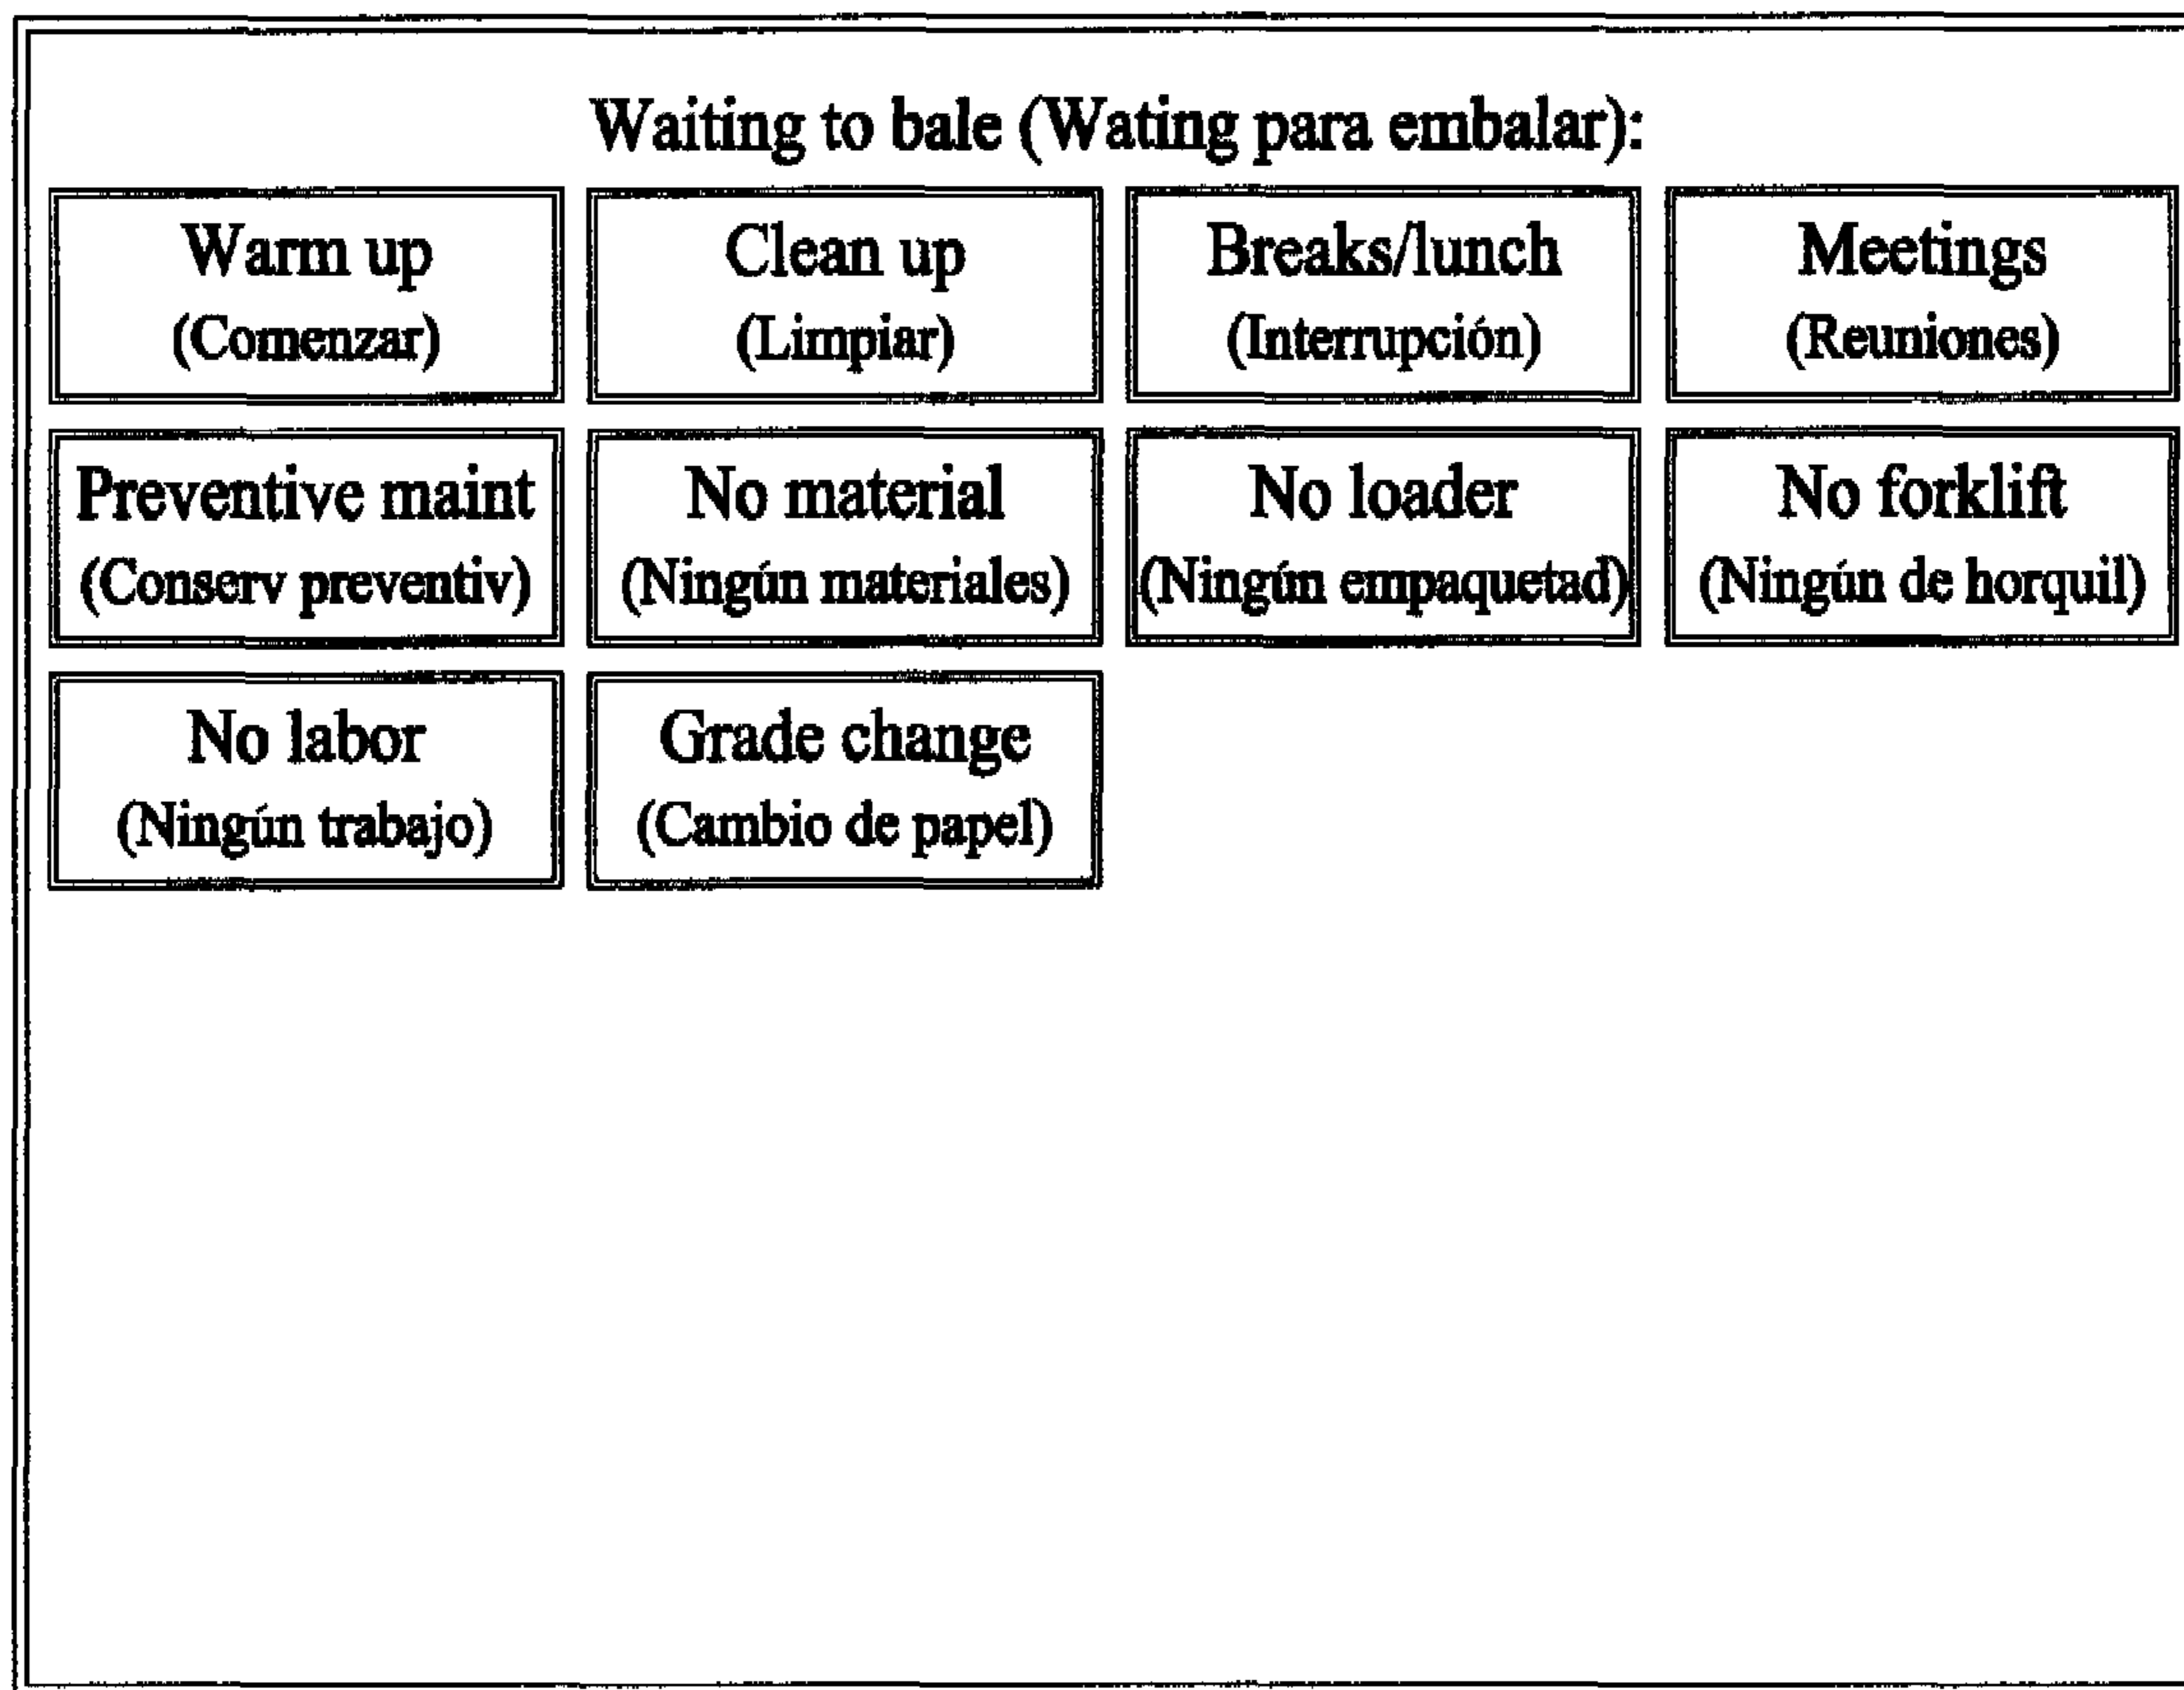 Waiting to bale (Wating para embalar):
Warm up
(Comenzar)
Clean up
(Limpiar)
Breaks/lunch
(Interrupción)
Meetings
(Reuniones)
Preventive maint
(Conserv preventiv)
No material
(Ningún materiales)
No loader
(Ningún empaquetad)
No forklift
(Ningún de horquil)
No labor
(Ningún trabajo)
Grade change
(Cambio de papel)